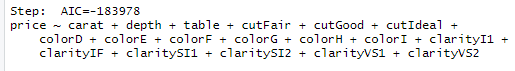 Step:  AIC=-183978
price ~ carat + depth + table + cutFair + cutGood + cutIdeal +
    colorD + colorE + colorF + colorG + colorH + colorI + clarityI1 +
    clarityIF + claritySI1 + claritySI2 + clarityVS1 + clarityVS2